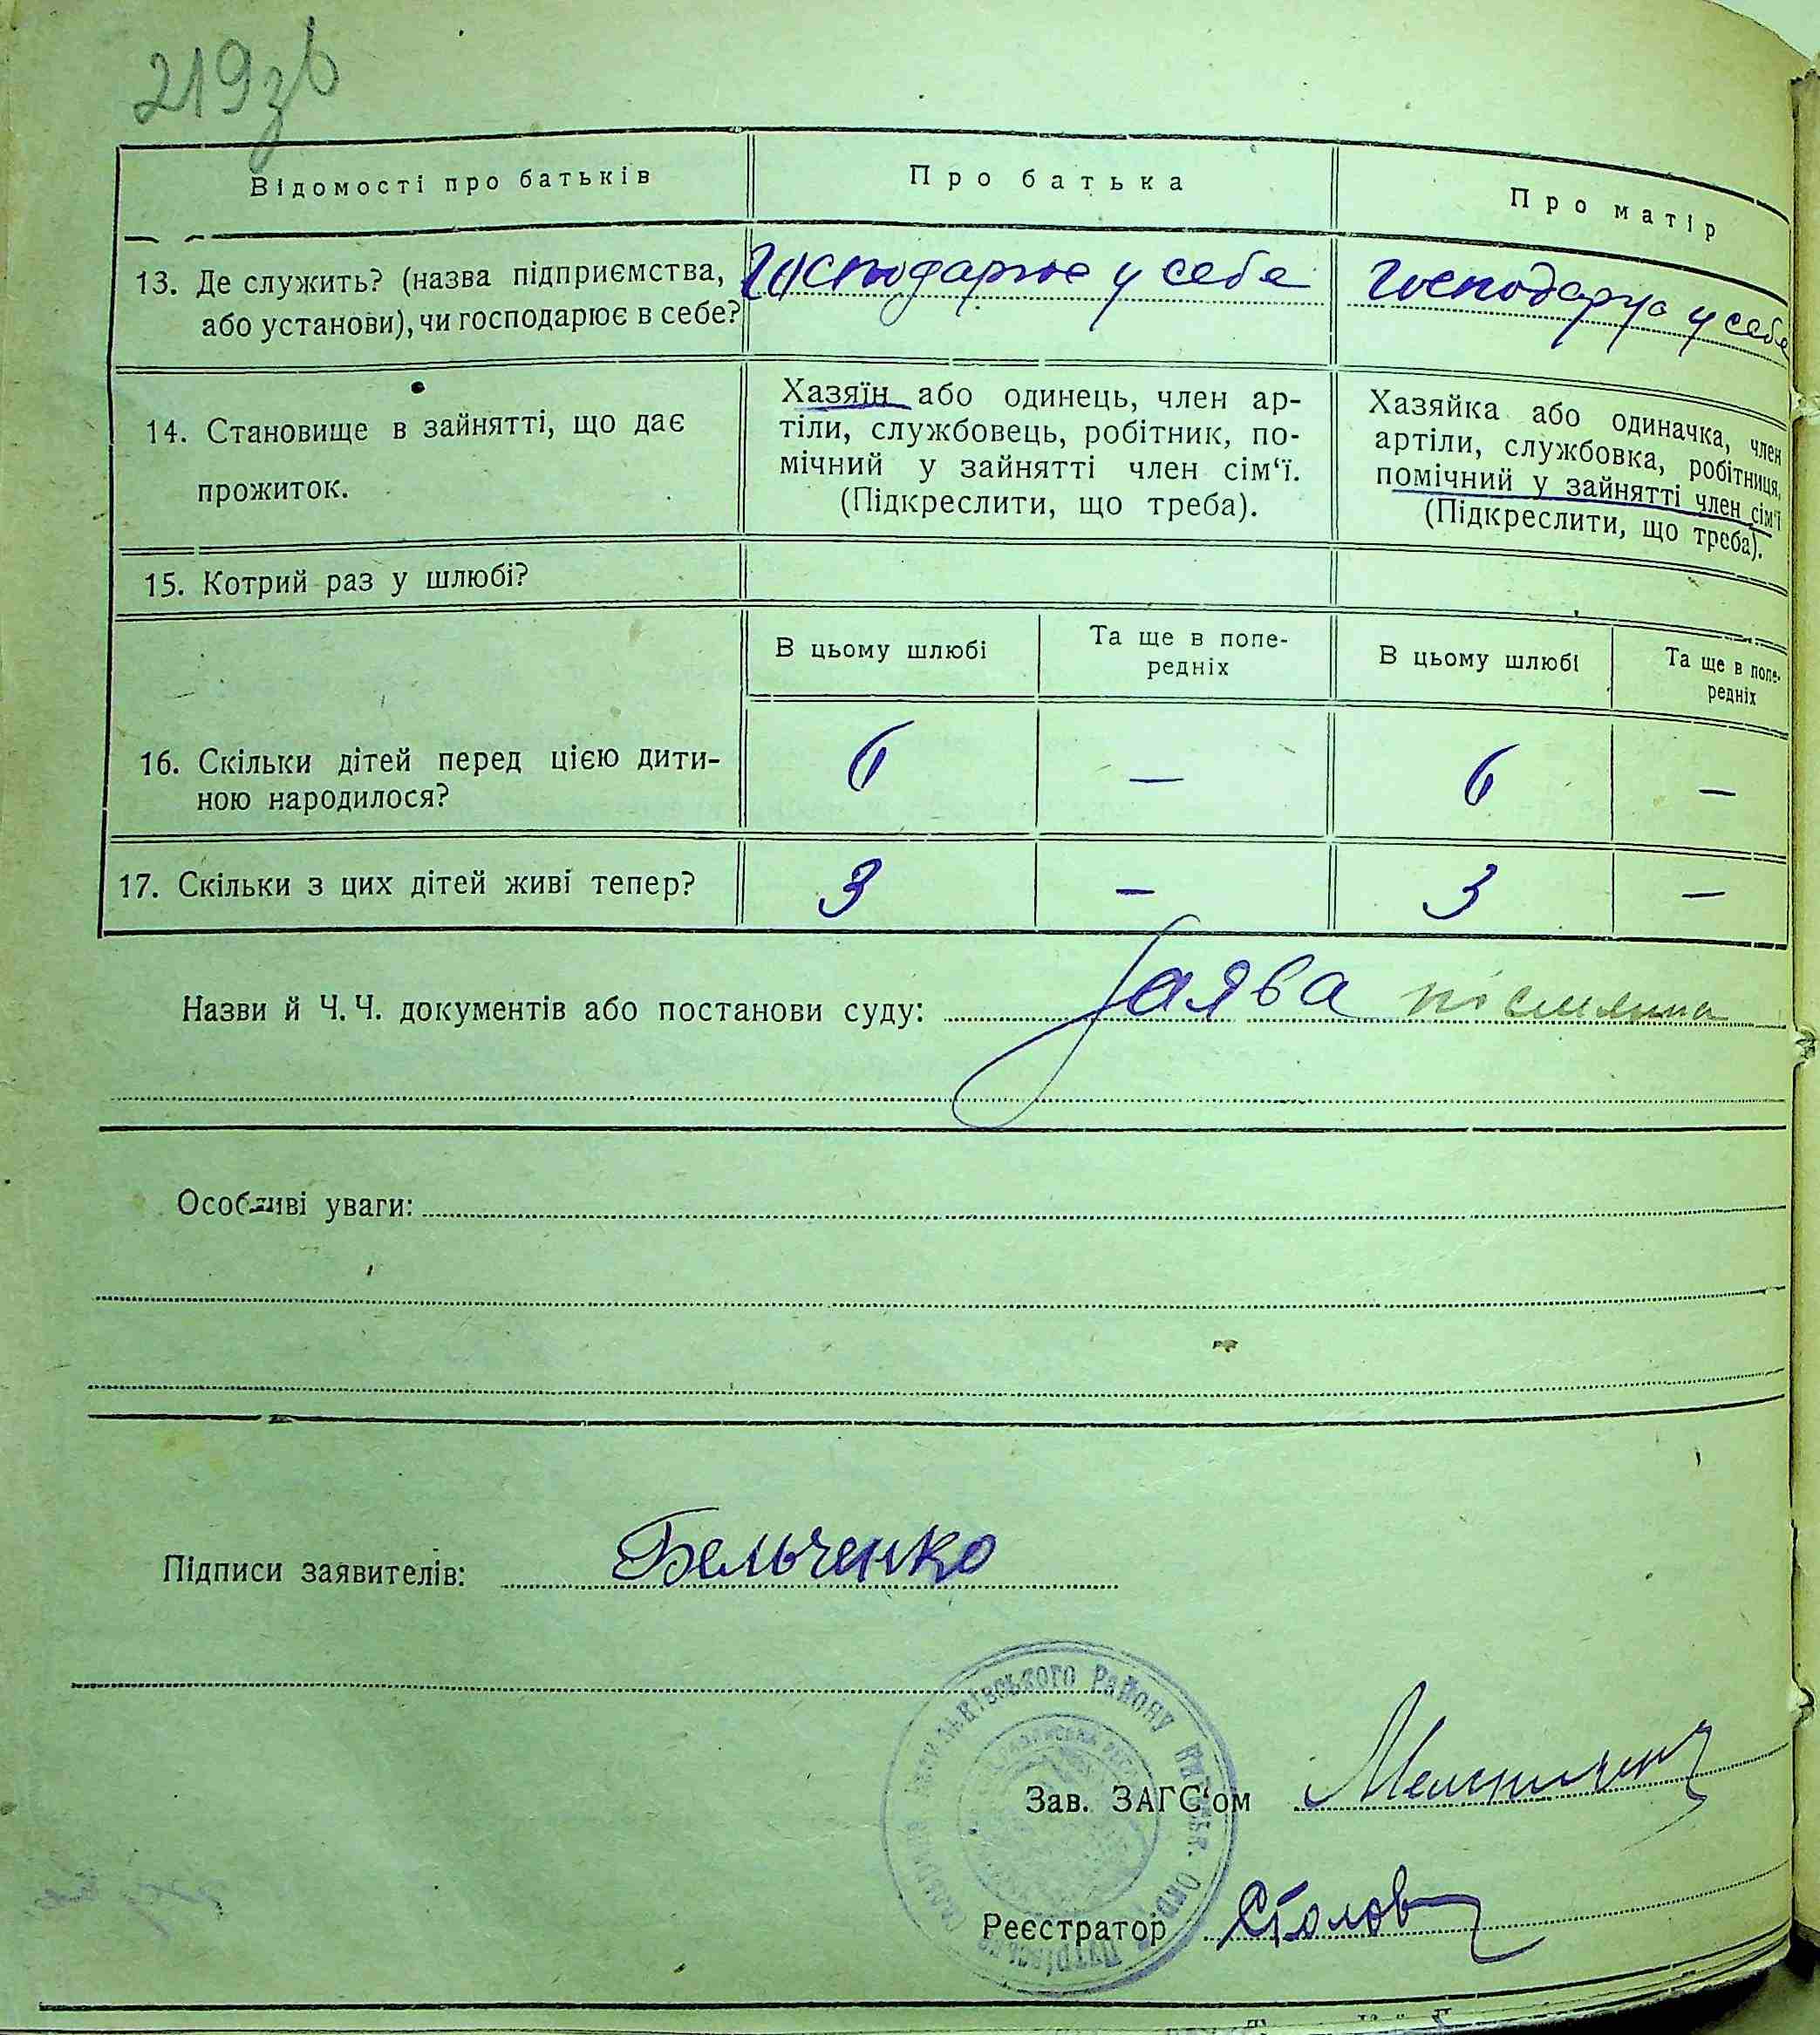 219зв
Відомості про батьків
Про батька
Про матір
13. Де служить? (назва підприємства,
або установи), чи господарює в себе?
Господарює у себе
Господарує у себе
14. Становище в зайнятті, що дає
прожиток.
Хазяїн або одинець, член ар-
тіли, службовець, робітник, по-
мічний у зайнятті член сім‘ї.
(Підкреслити, що треба).
Хазяйка або одиначка, член
артіли, службовка, робітниця,
помічний у зайнятті член сім‘ї
(Підкреслити, що треба).
15. Котрий раз у шлюбі?
В цьому шлюбі
Та ще в попе-
редніх
В цьому шлюбі
Та ще в попе-
редніх
16. Скільки дітей перед цією дити-
ною народилося?
6 — 6 —
17. Скільки з цих дітей живі тепер?
3 — 3 —
Назви й Ч. Ч. документів або постанови суду: Заява
Особливі уваги:
Підписи заявителів: Бельченко
Району
Зав. ЗАГС‘ом
Реєстратор